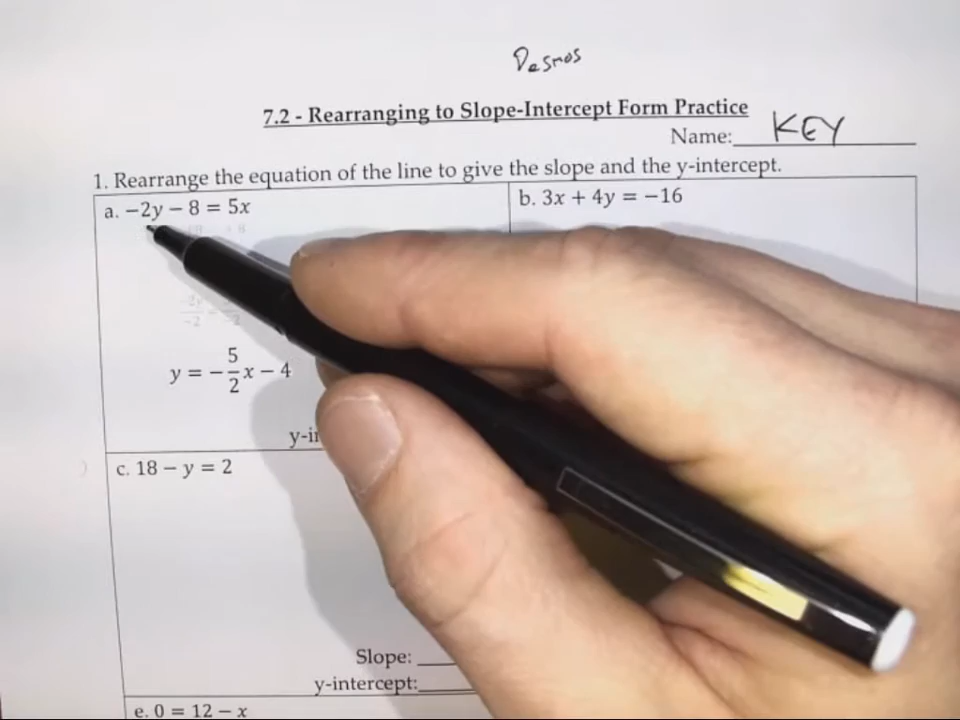 Desmos
7.2 - Rearranging to Slope-Intercept Form Practice
Name: KEY
1. Rearrange the equation of the line to give the slope and the y-intercept.
a. −2y − 8 = 5x
b. 3x + 4y = −16
y = −5/2 x − 4
c. 18 − y = 2
Slope:
y-intercept:
e. 0 = 12 − x